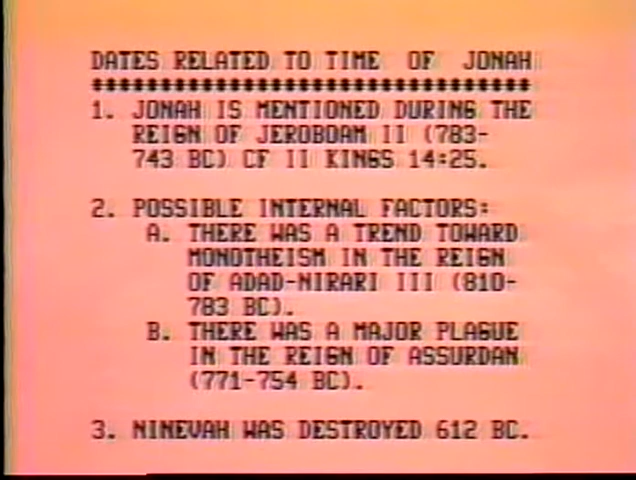 DATES RELATED TO TIME OF JONAH
********************************
1. JONAH IS MENTIONED DURING THE
REIGN OF JEROBOAM II (783-
743 BC) CF II KINGS 14:25.
2. POSSIBLE INTERNAL FACTORS:
A. THERE WAS A TREND TOWARD
MONOTHEISM IN THE REIGN
OF ADAD-NIRARI III (810-
783 BC).
B. THERE WAS A MAJOR PLAGUE
IN THE REIGN OF ASSURDAN
(771-754 BC).
3. NINEVAH WAS DESTROYED 612 BC.